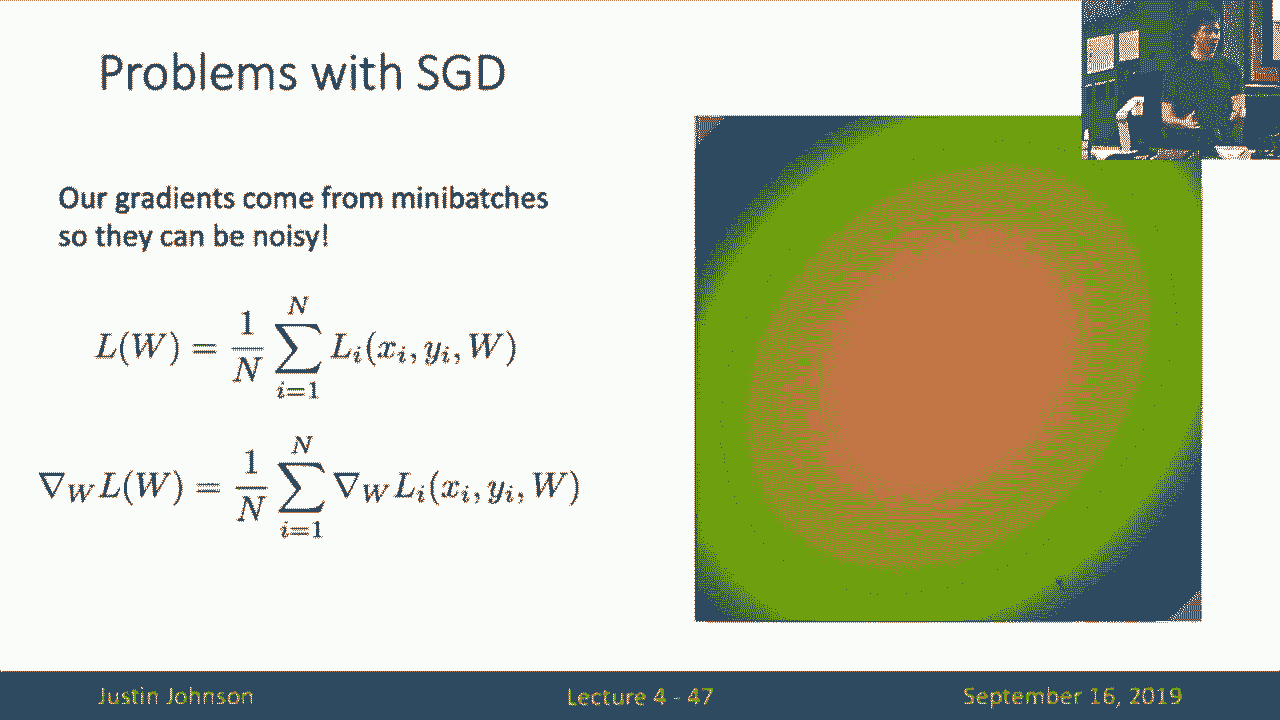 Problems with SGD
Our gradients come from minibatches
so they can be noisy!
L(W) = \frac{1}{N} \sum_{i=1}^{N} L_i(x_i, y_i, W)
\nabla_W L(W) = \frac{1}{N} \sum_{i=1}^{N} \nabla_W L_i(x_i, y_i, W)
Justin Johnson
Lecture 4 - 47
September 16, 2019